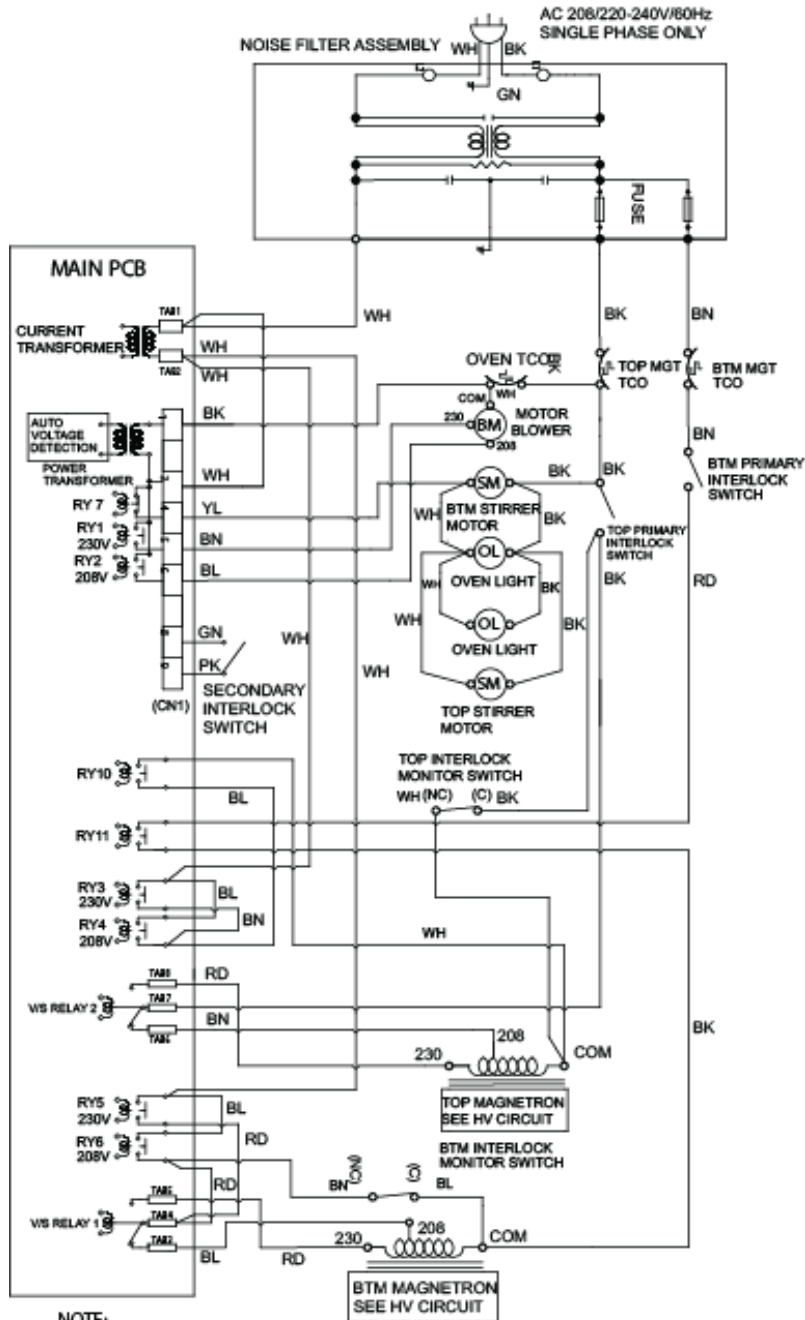 AC 208/220-240V/60Hz
SINGLE PHASE ONLY
NOISE FILTER ASSEMBLY
WH
BK
GN
FUSE
MAIN PCB
CURRENT
TRANSFORMER
TAB1
TAB2
WH
WH
WH
BK
BN
OVEN TCO
BK
WH
COM
TOP MGT
TCO
BTM MGT
TCO
AUTO
VOLTAGE
DETECTION
POWER
TRANSFORMER
BK
230
BM
208
MOTOR
BLOWER
BN
BTM PRIMARY
INTERLOCK
SWITCH
RY 7
RY1
230V
RY2
208V
WH
YL
BN
BL
GN
PK
(CN1)
SECONDARY
INTERLOCK
SWITCH
WH
WH
SM
BK
BK
WH
BTM STIRRER
MOTOR
BK
TOP PRIMARY
INTERLOCK
SWITCH
BK
RD
OL
OVEN LIGHT
WH
BK
WH
BK
OL
OVEN LIGHT
SM
TOP STIRRER
MOTOR
TOP INTERLOCK
MONITOR SWITCH
WH (NC) (C) BK
RY10
BL
RY11
RY3
230V
BL
RY4
208V
BN
WH
V/S RELAY 2
RD
BN
TAB7
208
230
COM
BK
TOP MAGNETRON
SEE HV CIRCUIT
RY5
230V
BL
RY6
208V
RD
RD
BTM INTERLOCK
MONITOR SWITCH
(NC)
(C)
BN
BL
V/S RELAY 1
TAB5
TAB4
BL
RD
208
230
COM
BTM MAGNETRON
SEE HV CIRCUIT
NOTE: